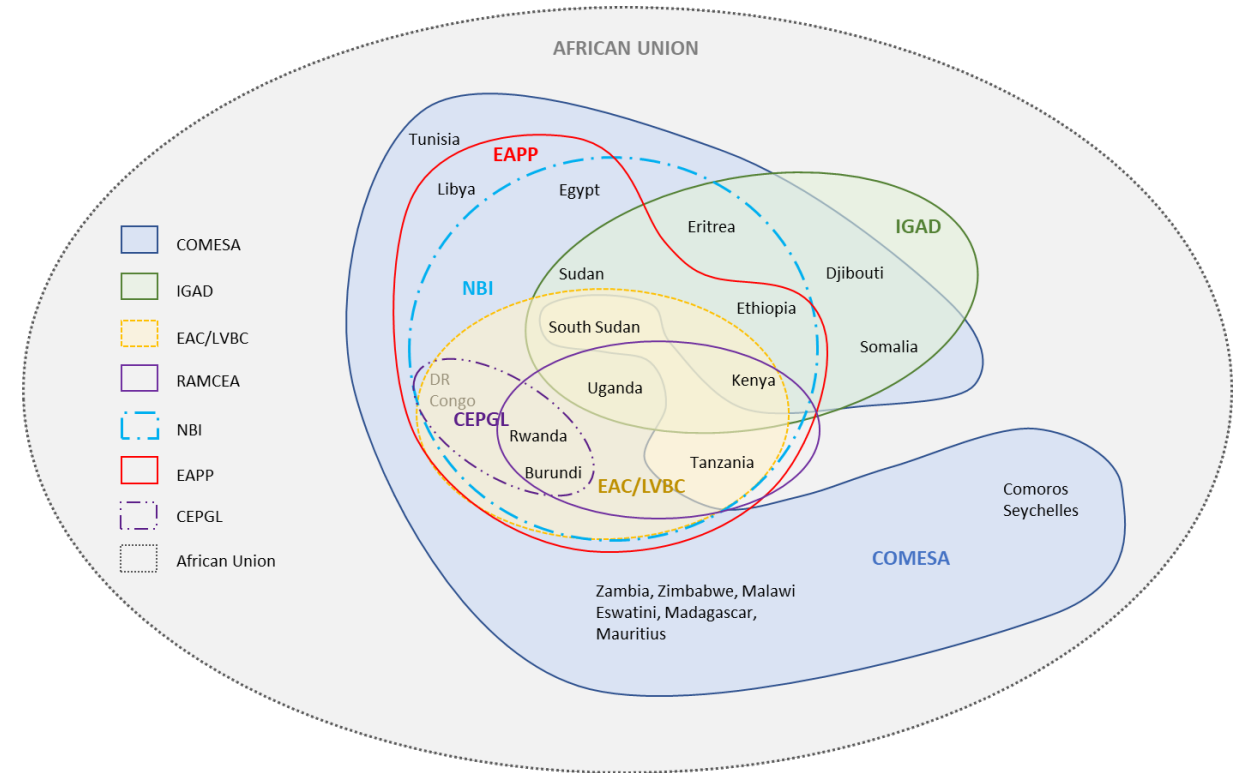 AFRICAN UNION
Tunisia
EAPP
Libya
Egypt
Eritrea
IGAD
Sudan
Djibouti
NBI
Ethiopia
South Sudan
Somalia
DR
Congo
Uganda
Kenya
CEPGL
Rwanda
Burundi
Tanzania
EAC/LVBC
Comoros
Seychelles
COMESA
Zambia, Zimbabwe, Malawi
Eswatini, Madagascar,
Mauritius
COMESA
IGAD
EAC/LVBC
RAMCEA
NBI
EAPP
CEPGL
African Union